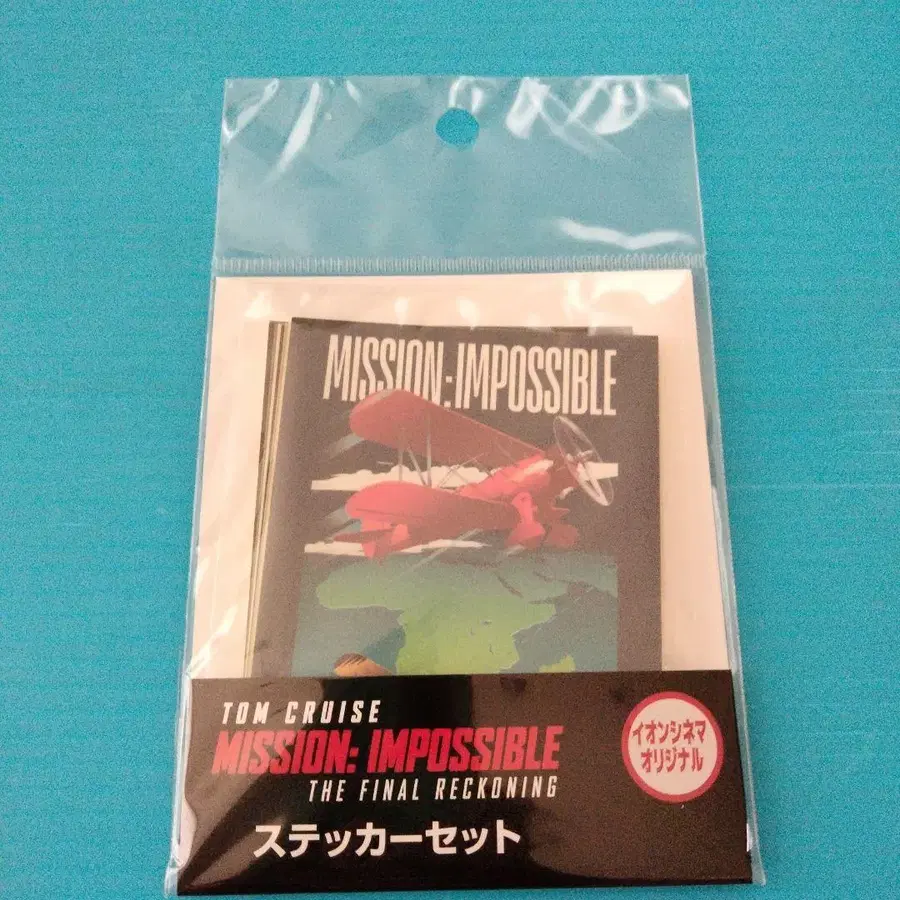 MISSION: IMPOSSIBLE
TOM CRUISE
MISSION: IMPOSSIBLE
THE FINAL RECKONING
ステッカーセット
イオンシネマ
オリジナル